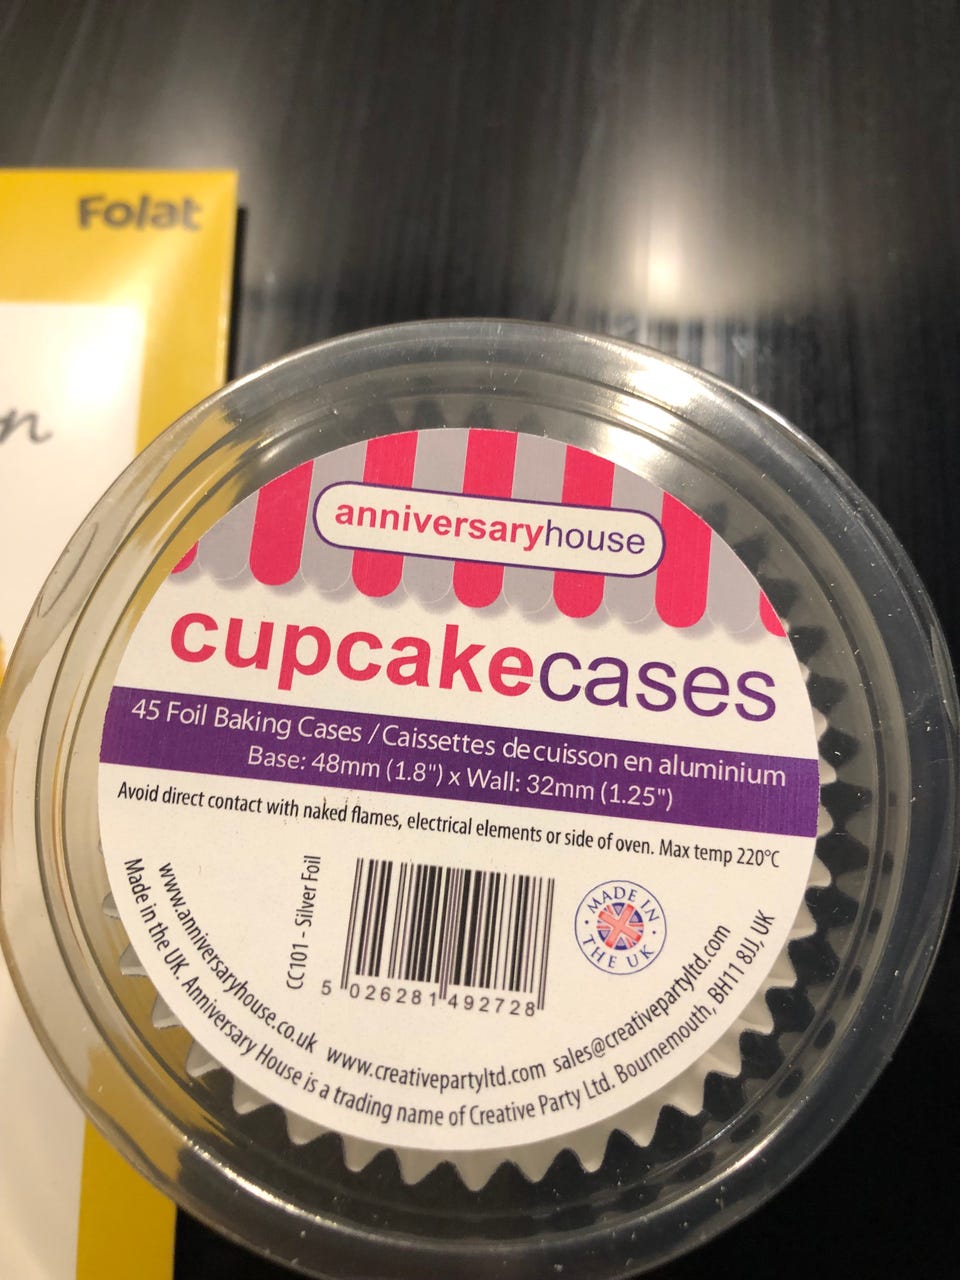 Folat
n
anniversaryhouse
cupcakecases
45 Foil Baking Cases / Caissettes de cuisson en aluminium
Base: 48mm (1.8") x Wall: 32mm (1.25")
Avoid direct contact with naked flames, electrical elements or side of oven. Max temp 220°C
CC101 - Silver Foil
5 026281 492728
MADE IN
THE UK
www.anniversaryhouse.co.uk www.creativepartyltd.com sales@creativepartyltd.com
Made in the UK. Anniversary House is a trading name of Creative Party Ltd. Bournemouth, BH11 8JJ, UK